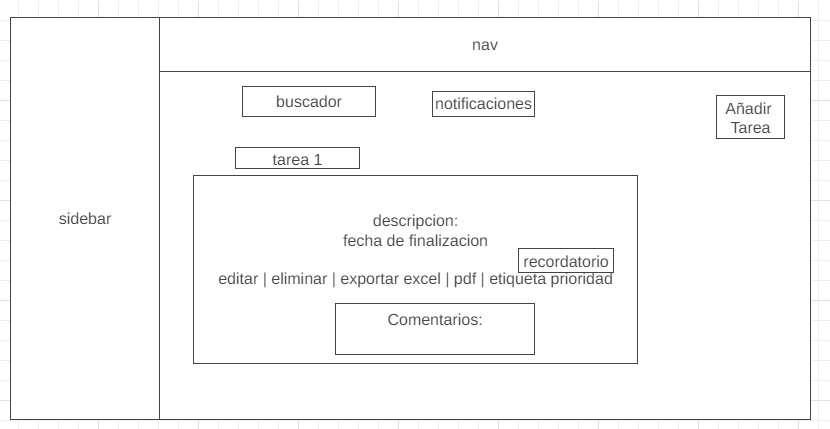 nav
buscador
notificaciones
Añadir
Tarea
tarea 1
sidebar
descripcion:
fecha de finalizacion
recordatorio
editar | eliminar | exportar excel | pdf | etiqueta prioridad
Comentarios: